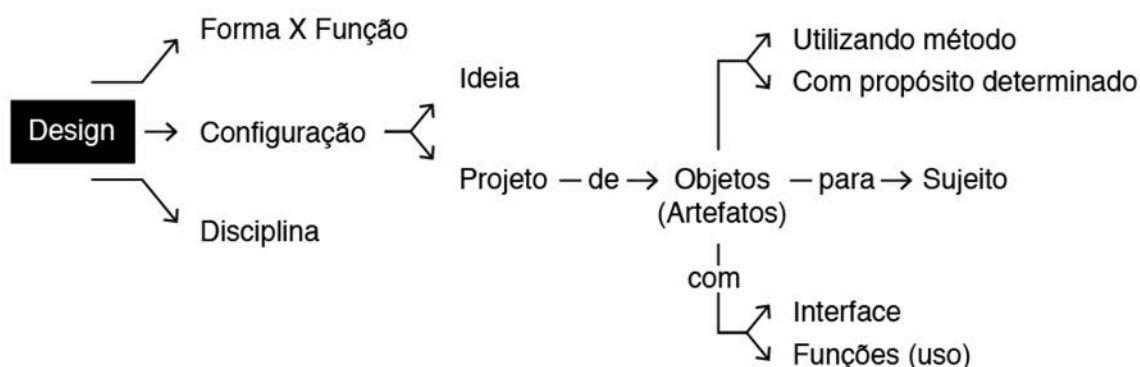 Forma X Função
Design
Configuração
Disciplina
Ideia
Projeto
de
Objetos
(Artefatos)
para
Sujeito
Utilizando método
Com propósito determinado
com
Interface
Funções (uso)